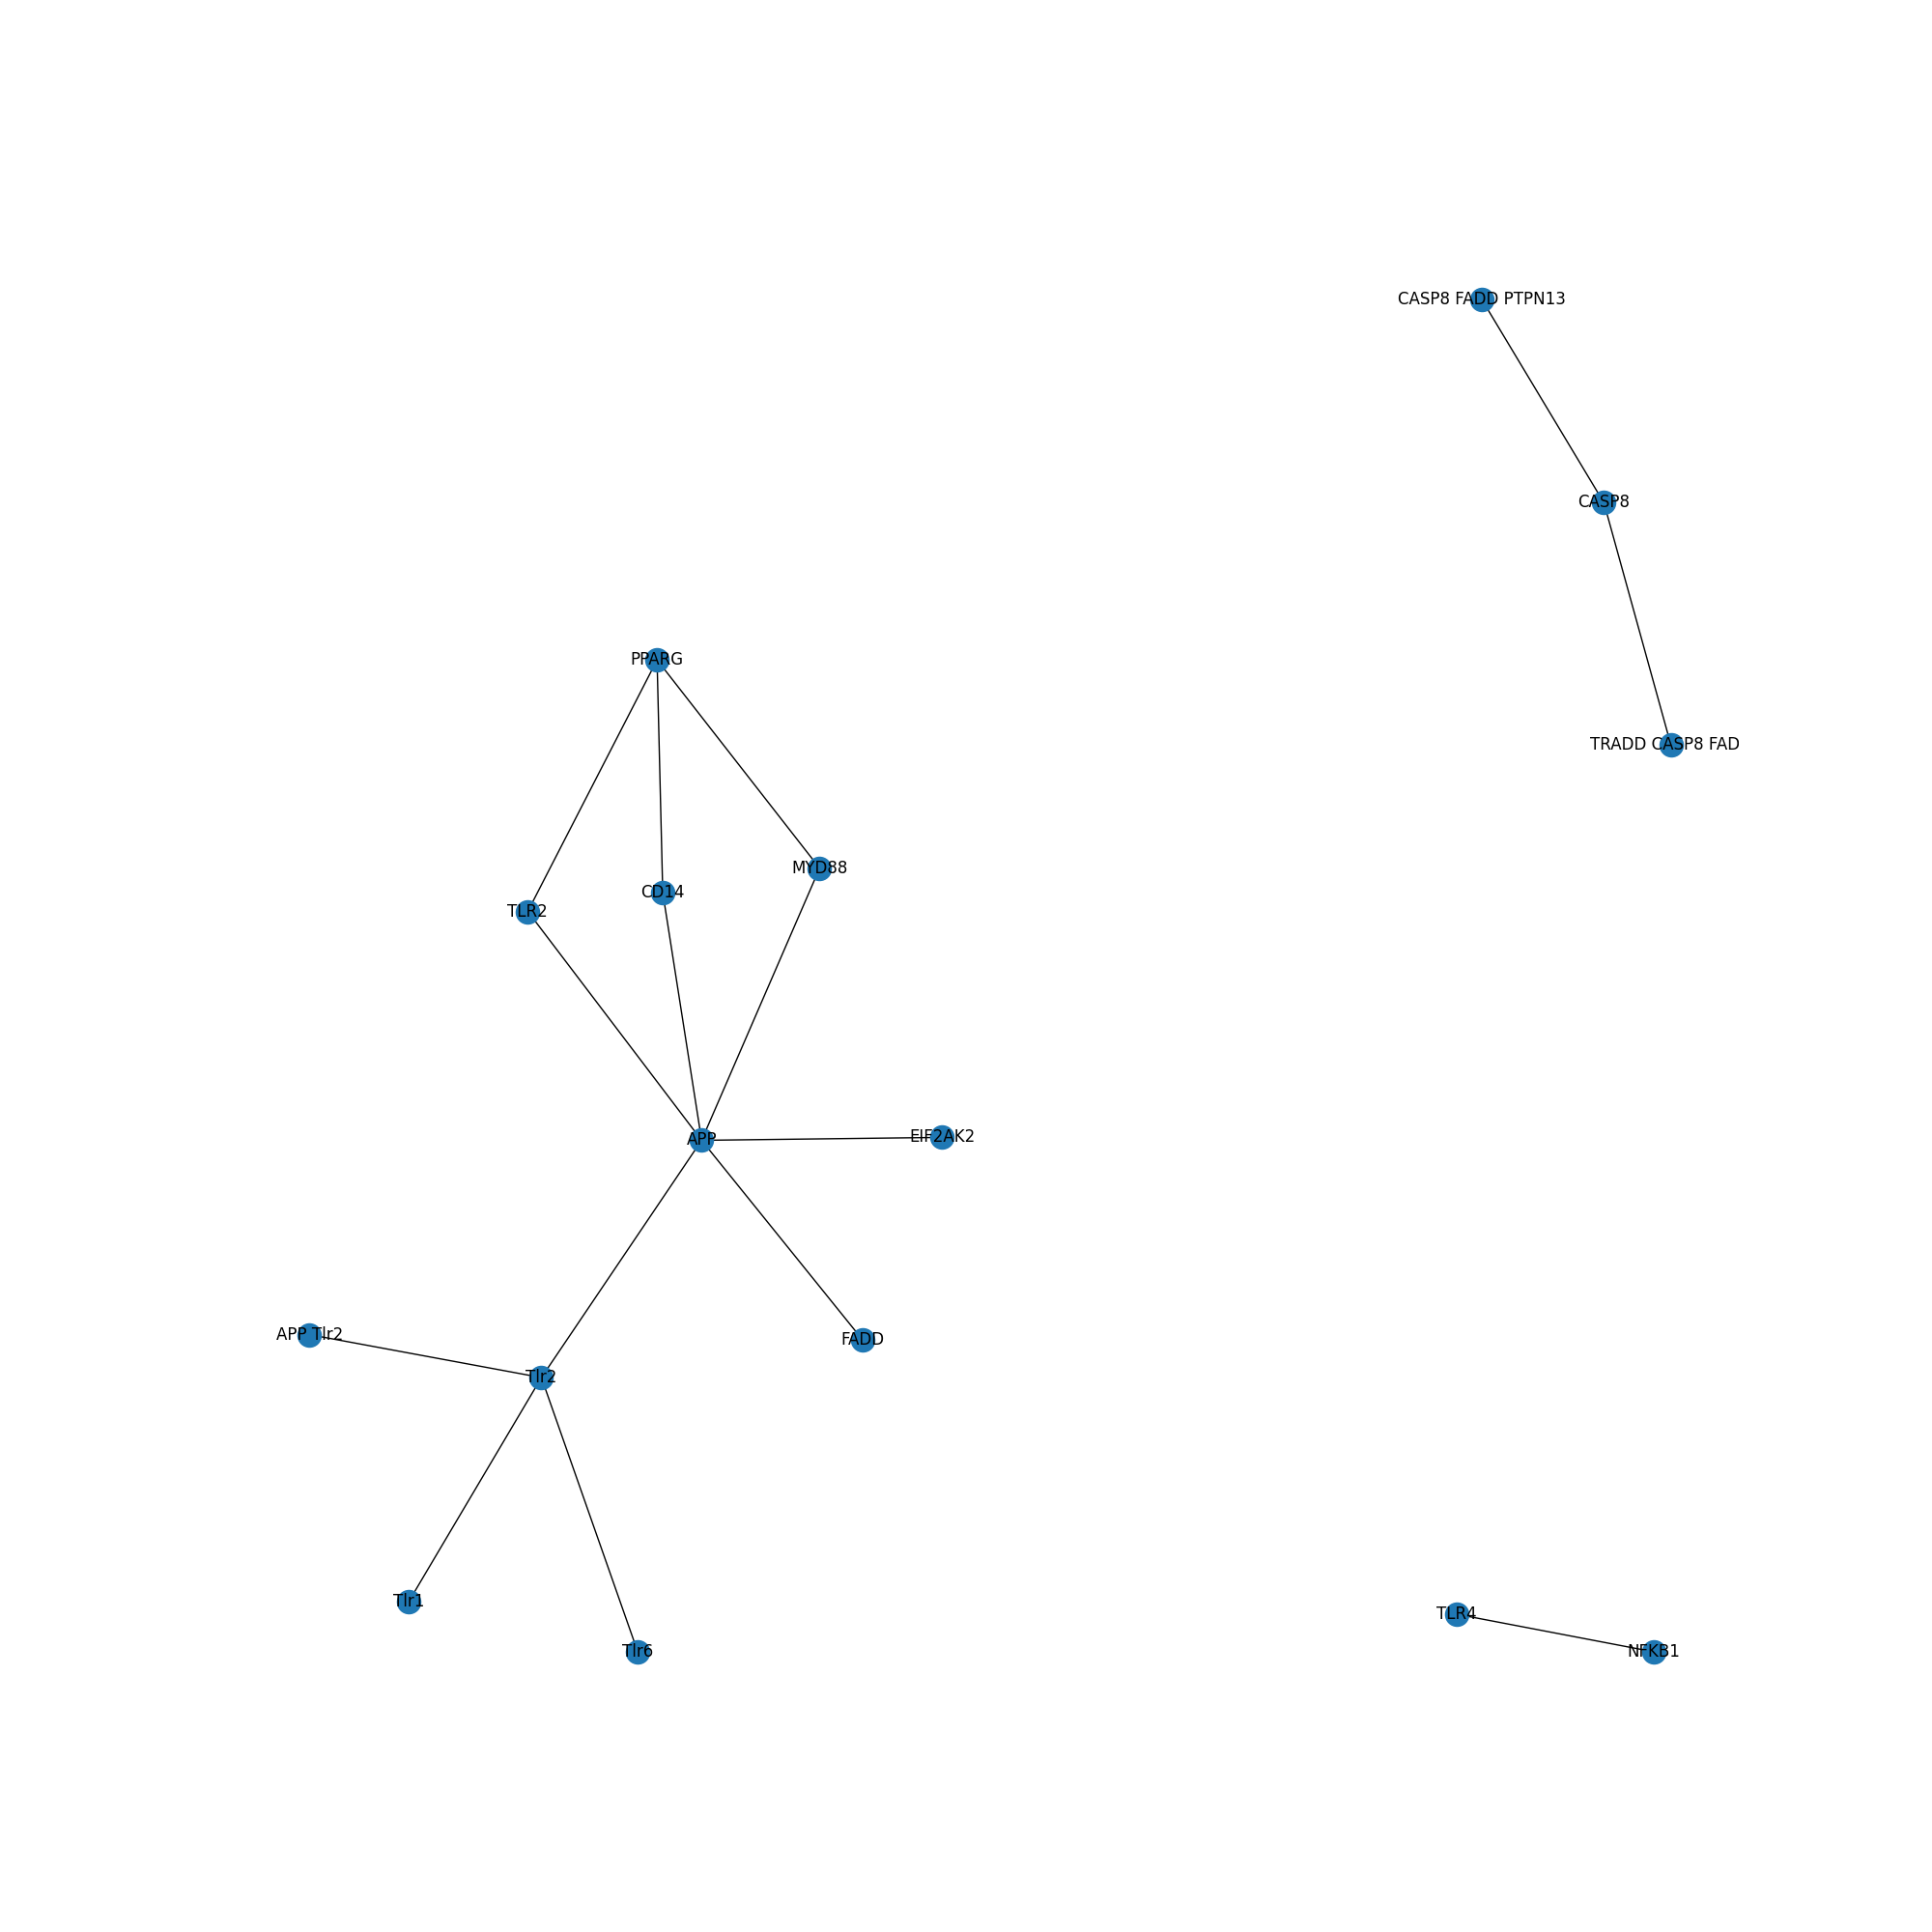 CASP8 FADD PTPN13
CASP8
PPARG
TRADD CASP8 FAD
MYD88
CD14
TLR2
EIF2AK2
APP
APP Tlr2
FADD
Tlr2
Tlr1
TLR4
Tlr6
NFKB1